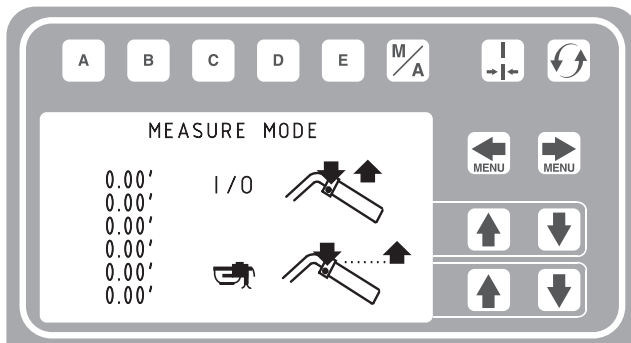 A B C D E M/A
MENU MENU
MEASURE MODE
0.00' I/O
0.00'
0.00'
0.00'
0.00'
0.00'